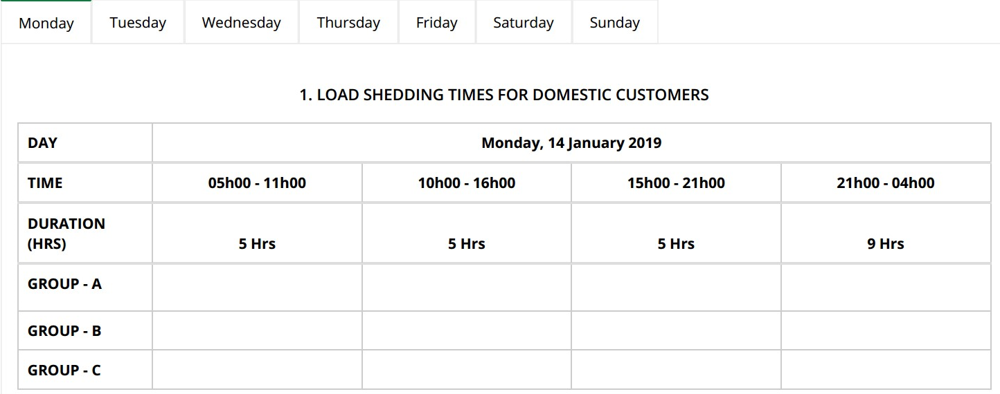 Monday Tuesday Wednesday Thursday Friday Saturday Sunday
1. LOAD SHEDDING TIMES FOR DOMESTIC CUSTOMERS
DAY Monday, 14 January 2019
TIME 05h00 - 11h00 10h00 - 16h00 15h00 - 21h00 21h00 - 04h00
DURATION
(HRS) 5 Hrs 5 Hrs 5 Hrs 9 Hrs
GROUP - A
GROUP - B
GROUP - C